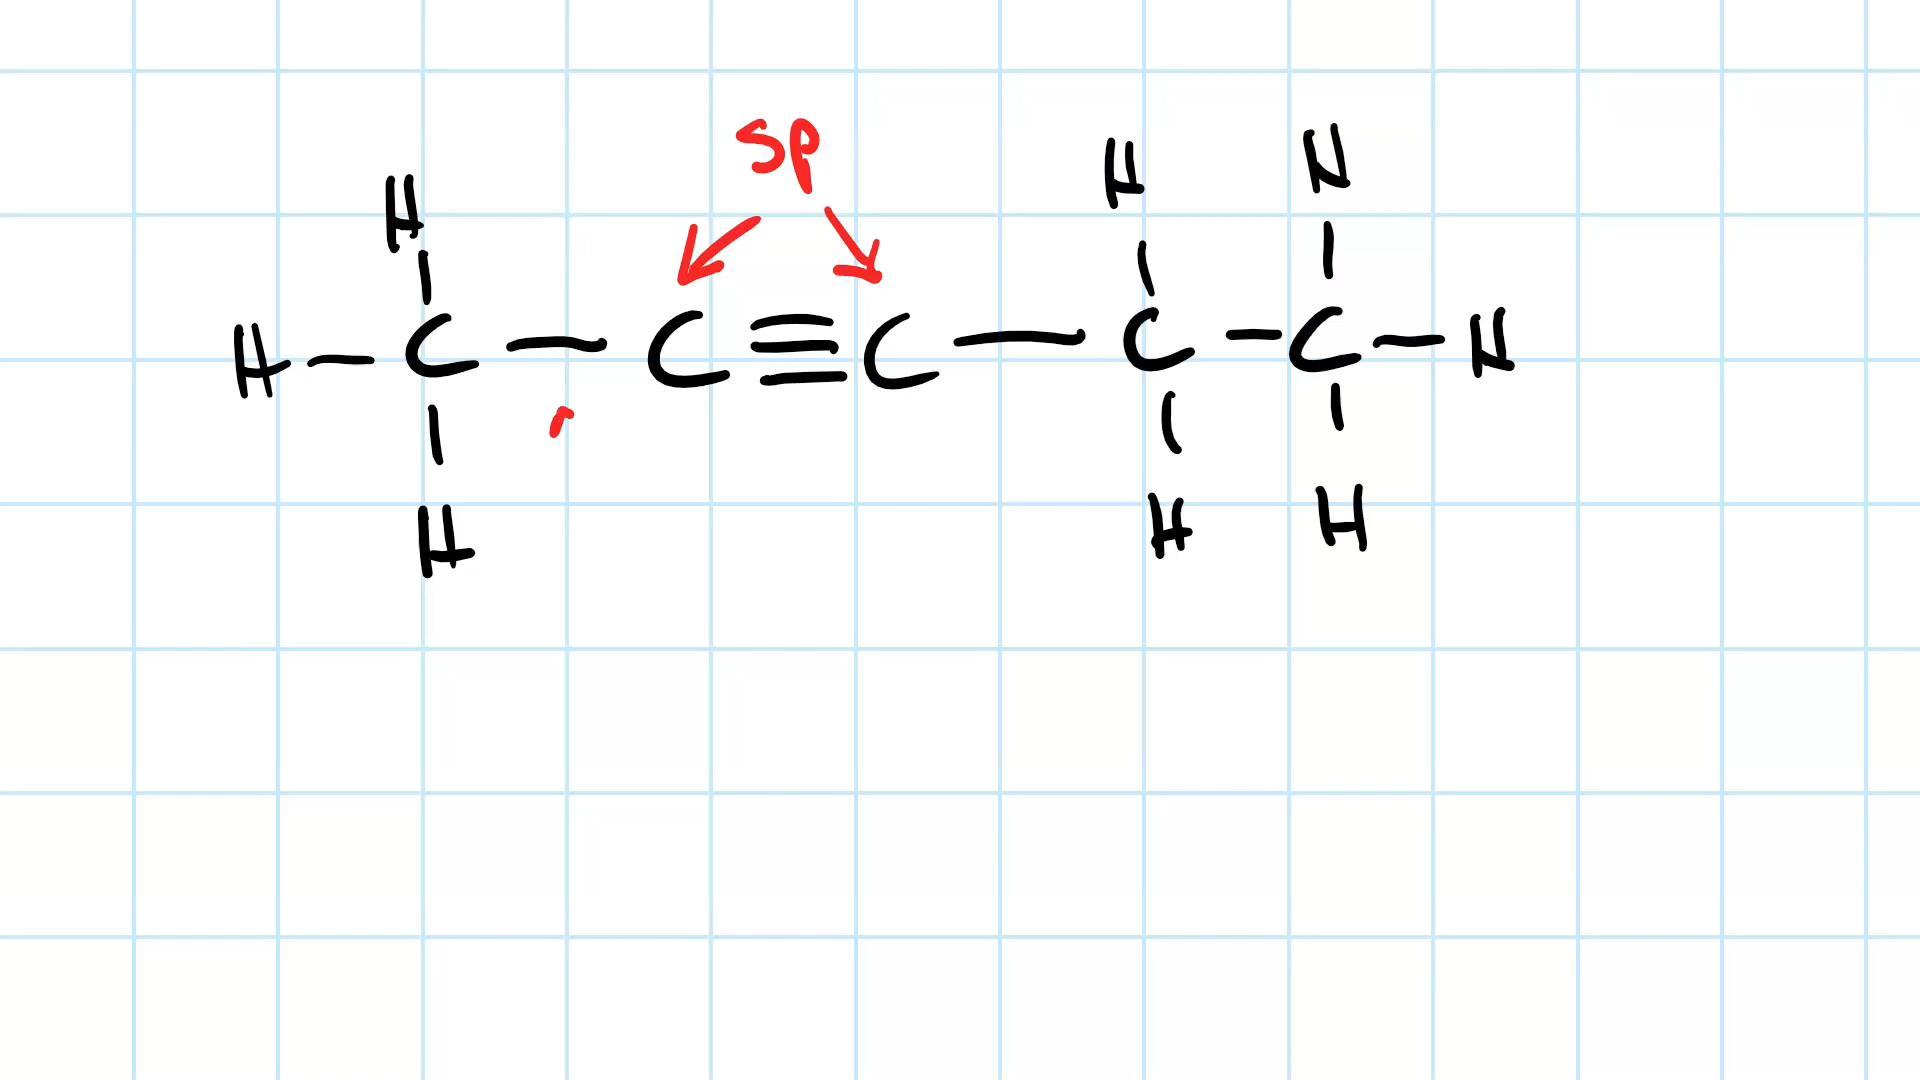 sp
H H N
H - C - C ≡ C - C - C - N
H H H